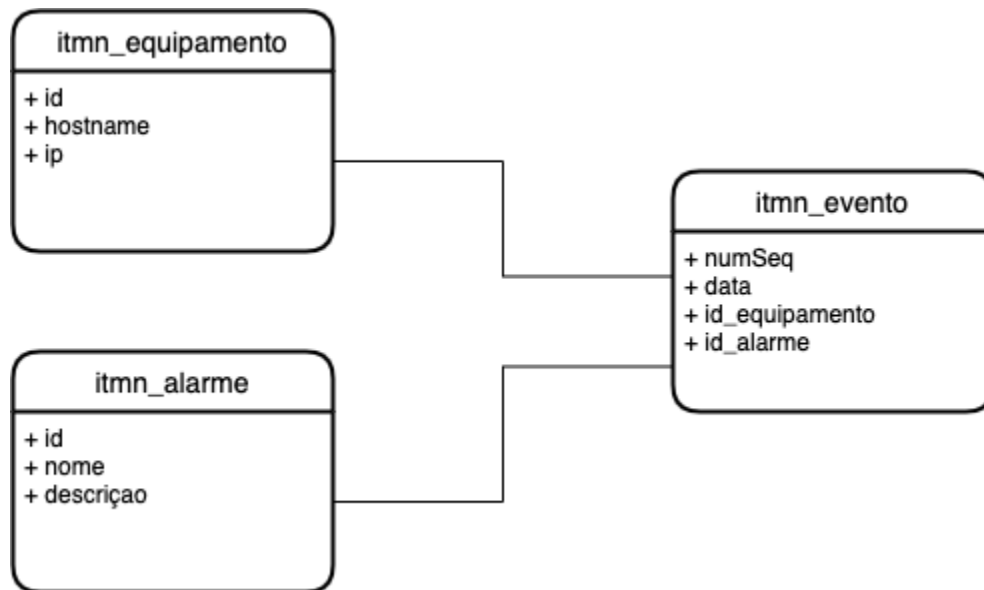 itmn_equipamento
+ id
+ hostname
+ ip
itmn_evento
+ numSeq
+ data
+ id_equipamento
+ id_alarme
itmn_alarme
+ id
+ nome
+ descriçao